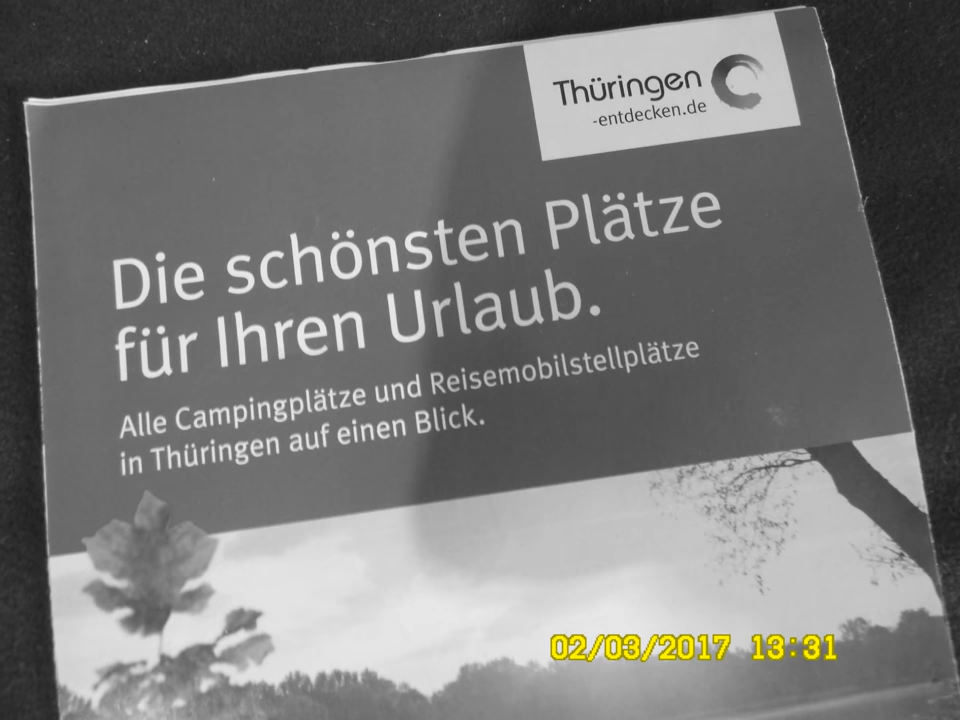 Thüringen
-entdecken.de
Die schönsten Plätze
für Ihren Urlaub.
Alle Campingplätze und Reisemobilstellplätze
in Thüringen auf einen Blick.
02/03/2017 13:31